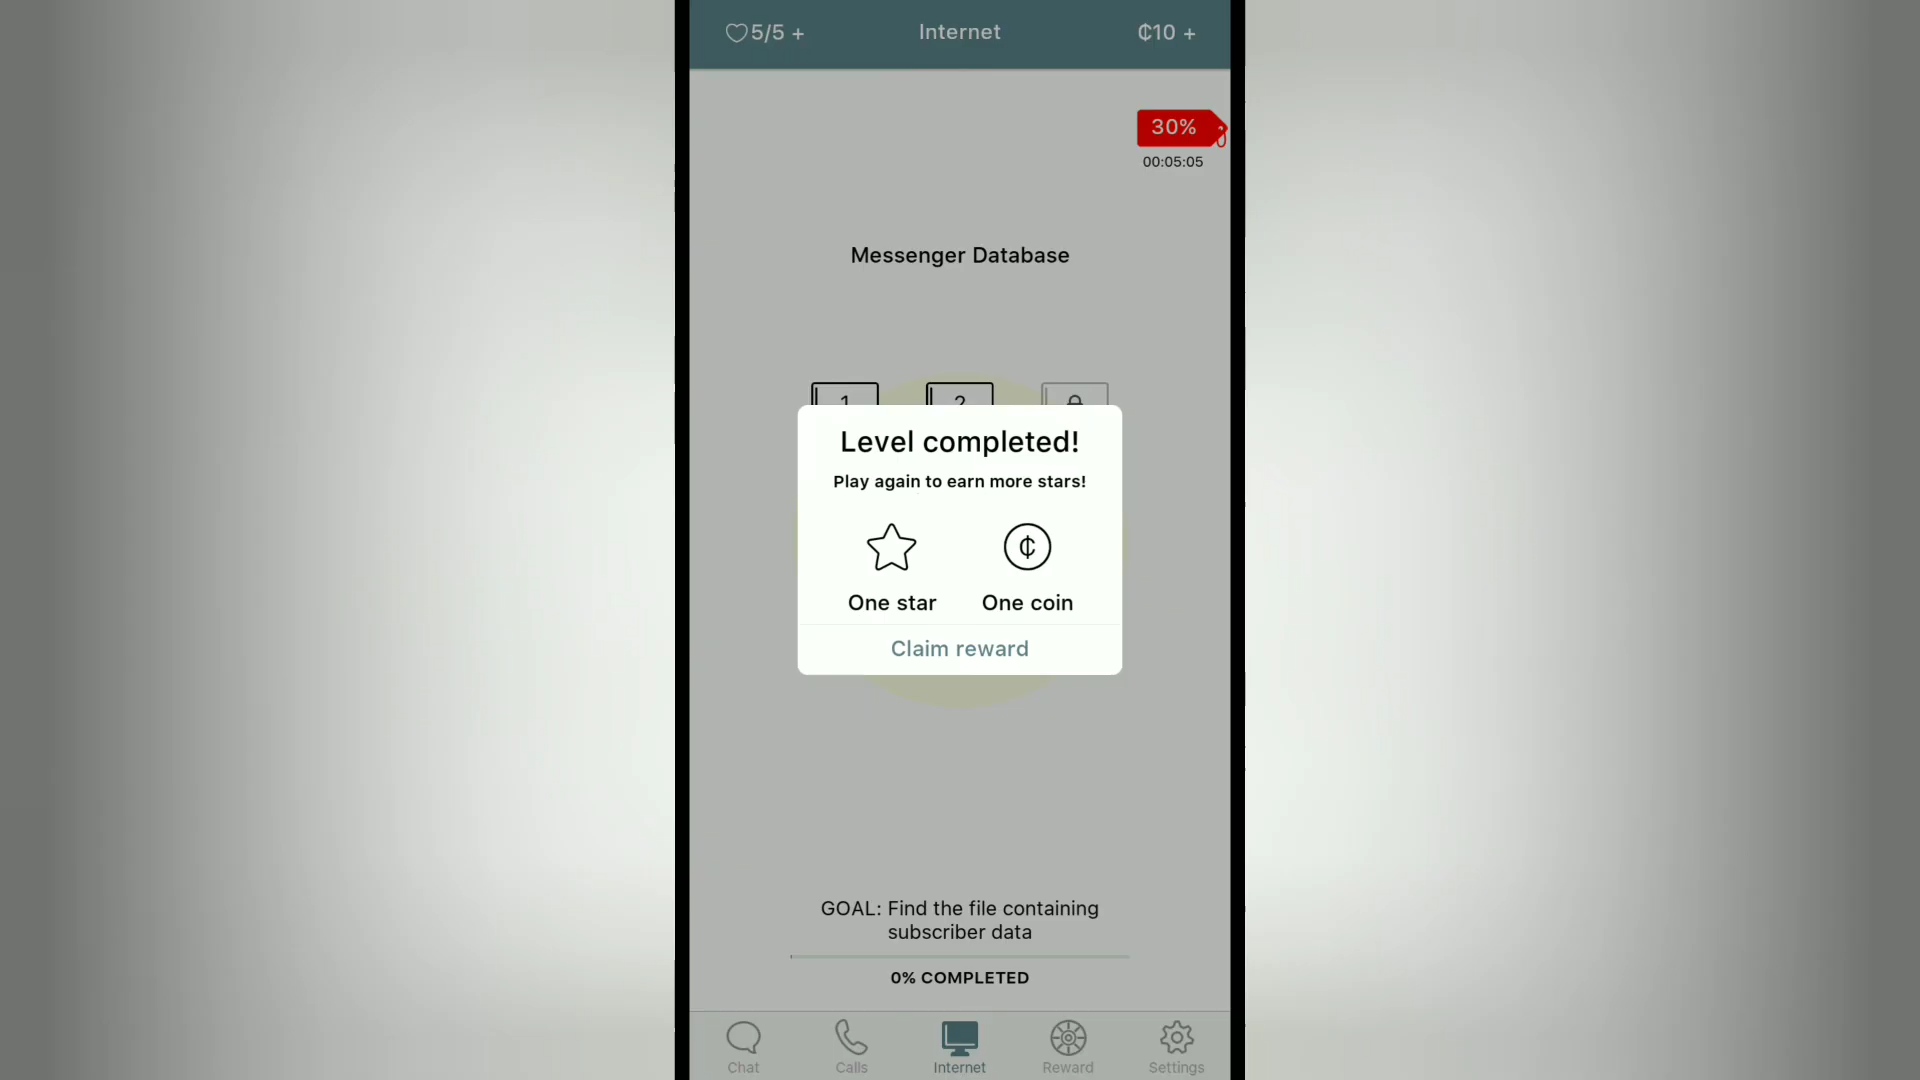 5/5 +
Internet
₵10 +
30%
00:05:05
Messenger Database
1
2
Level completed!
Play again to earn more stars!
₵
One star
One coin
Claim reward
GOAL: Find the file containing
subscriber data
0% COMPLETED
Chat
Calls
Internet
Reward
Settings